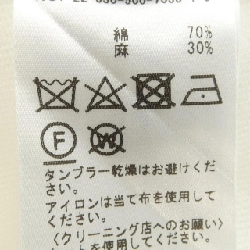 綿 70%
麻 30%
F
W
タンブラー乾燥はお避けくだ
さい。
アイロンは当て布を使用して
ください。
〈クリーニング店へのお願い〉